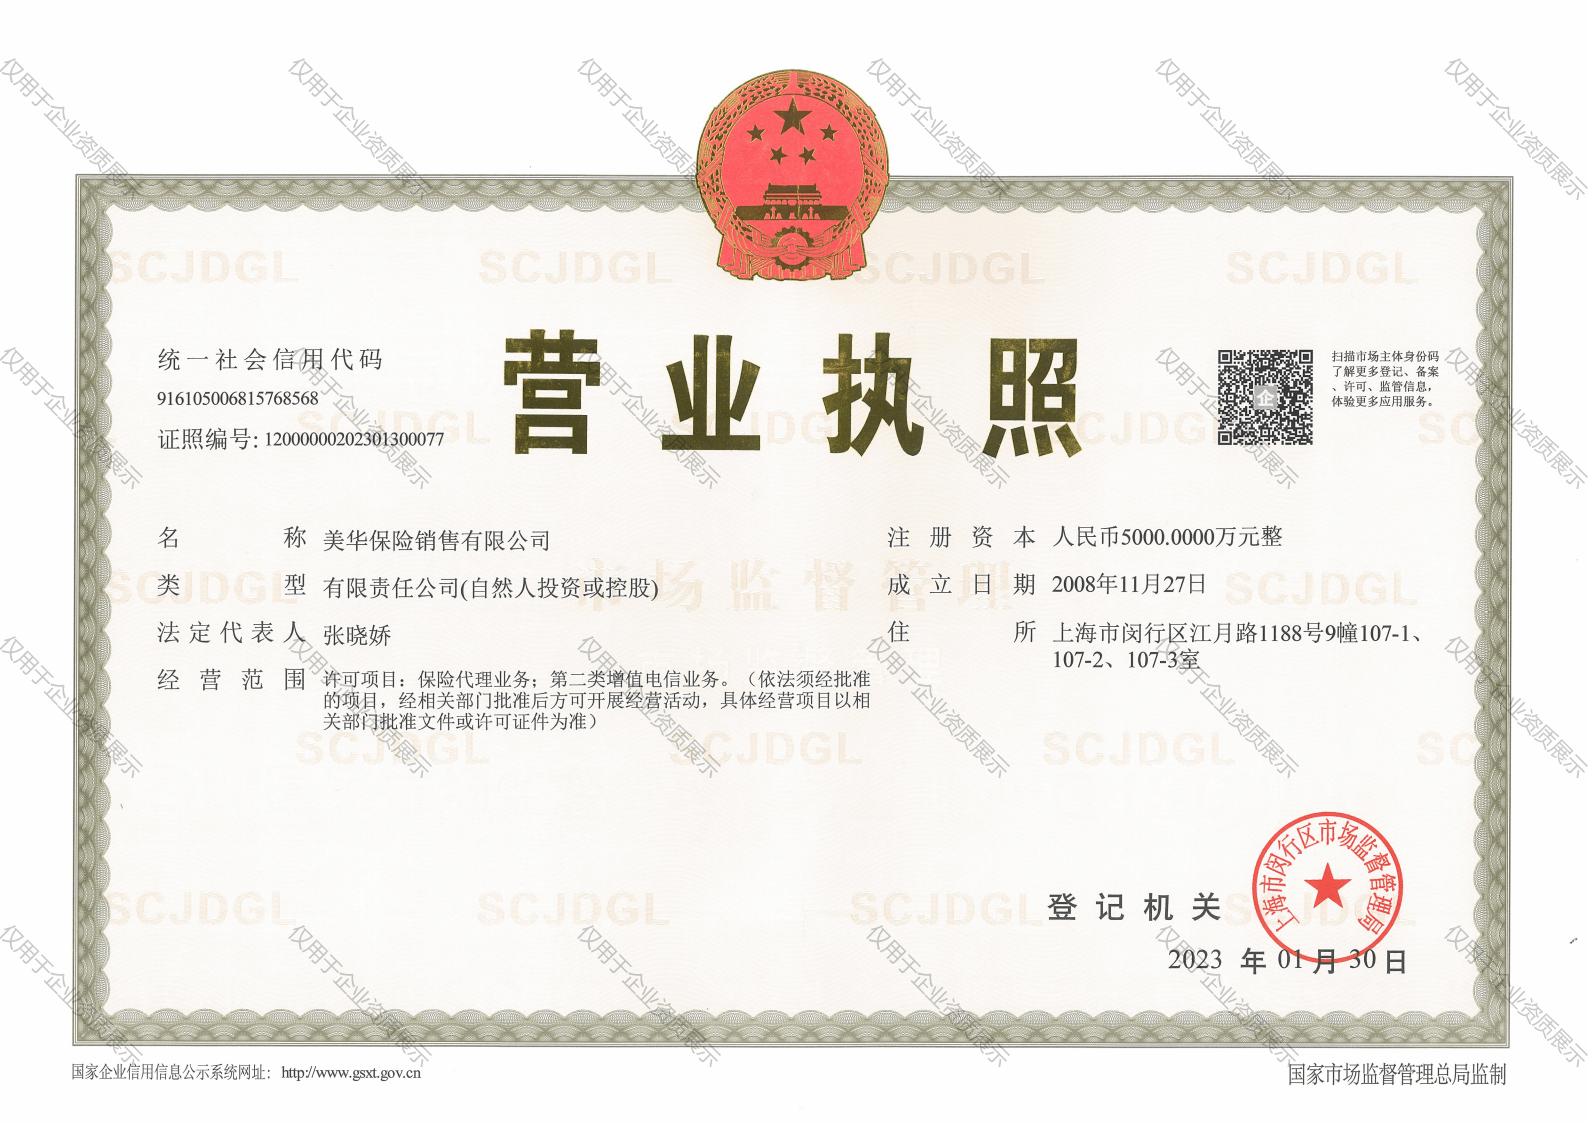 营业执照
统一社会信用代码
916105006815768568
证照编号: 12000000202301300077
扫描市场主体身份码
了解更多登记、备案
、许可、监管信息，
体验更多应用服务。
企
名称 美华保险销售有限公司
类型 有限责任公司(自然人投资或控股)
法定代表人 张晓娇
经营范围 许可项目：保险代理业务；第二类增值电信业务。（依法须经批准
的项目，经相关部门批准后方可开展经营活动，具体经营项目以相
关部门批准文件或许可证件为准）
注册资本 人民币5000.0000万元整
成立日期 2008年11月27日
住所 上海市闵行区江月路1188号9幢107-1、
107-2、107-3室
登记机关
上海市闵行区市场监督管理局
2023 年 01 月 30 日
国家企业信用信息公示系统网址： http://www.gsxt.gov.cn
国家市场监督管理总局监制
仅用于企业资质展示
SCJDGL
市场监督管理